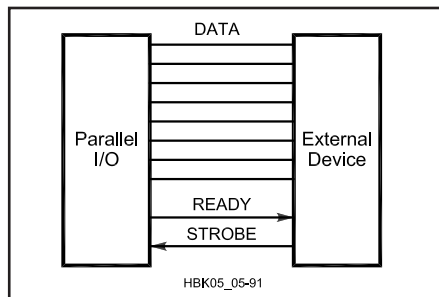 DATA
Parallel
I/O
External
Device
READY
STROBE
HBK05_05-91